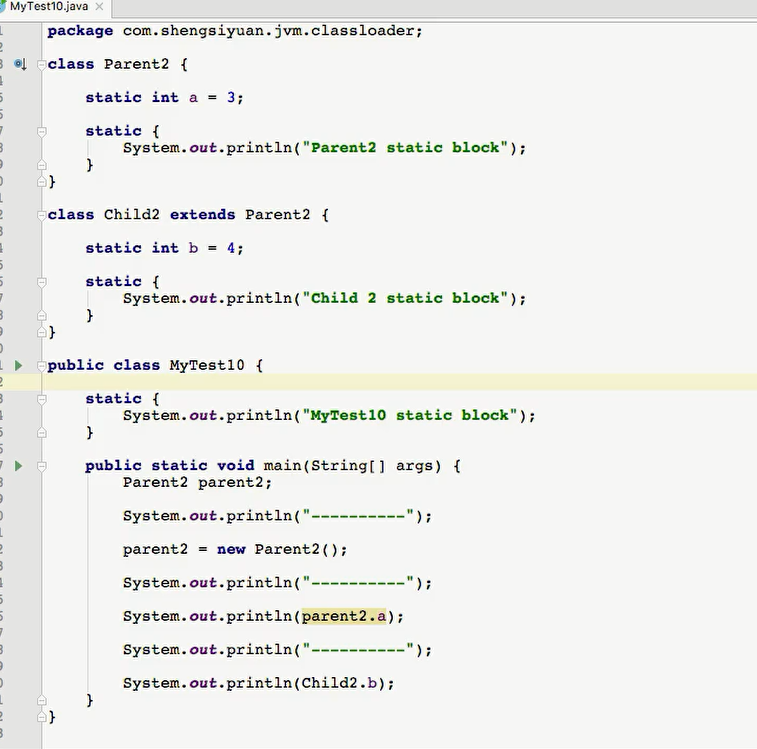 MyTest10.java
package com.shengsiyuan.jvm.classloader;
class Parent2 {
static int a = 3;
static {
System.out.println("Parent2 static block");
}
}
class Child2 extends Parent2 {
static int b = 4;
static {
System.out.println("Child 2 static block");
}
}
public class MyTest10 {
static {
System.out.println("MyTest10 static block");
}
public static void main(String[] args) {
Parent2 parent2;
System.out.println("----------");
parent2 = new Parent2();
System.out.println("----------");
System.out.println(parent2.a);
System.out.println("----------");
System.out.println(Child2.b);
}
}